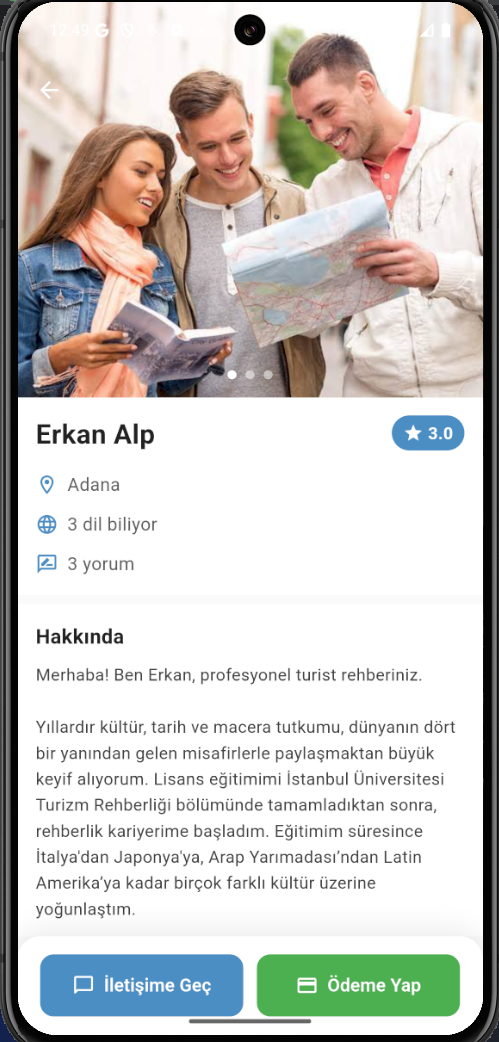 12:49
Erkan Alp
3.0
Adana
3 dil biliyor
3 yorum
Hakkında
Merhaba! Ben Erkan, profesyonel turist rehberiniz.
Yıllardır kültür, tarih ve macera tutkumu, dünyanın dört
bir yanından gelen misafirlerle paylaşmaktan büyük
keyif alıyorum. Lisans eğitimimi İstanbul Üniversitesi
Turizm Rehberliği bölümünde tamamladıktan sonra,
rehberlik kariyerime başladım. Eğitimim süresince
İtalya'dan Japonya'ya, Arap Yarımadası’ndan Latin
Amerika’ya kadar birçok farklı kültür üzerine
yoğunlaştım.
İletişime Geç
Ödeme Yap